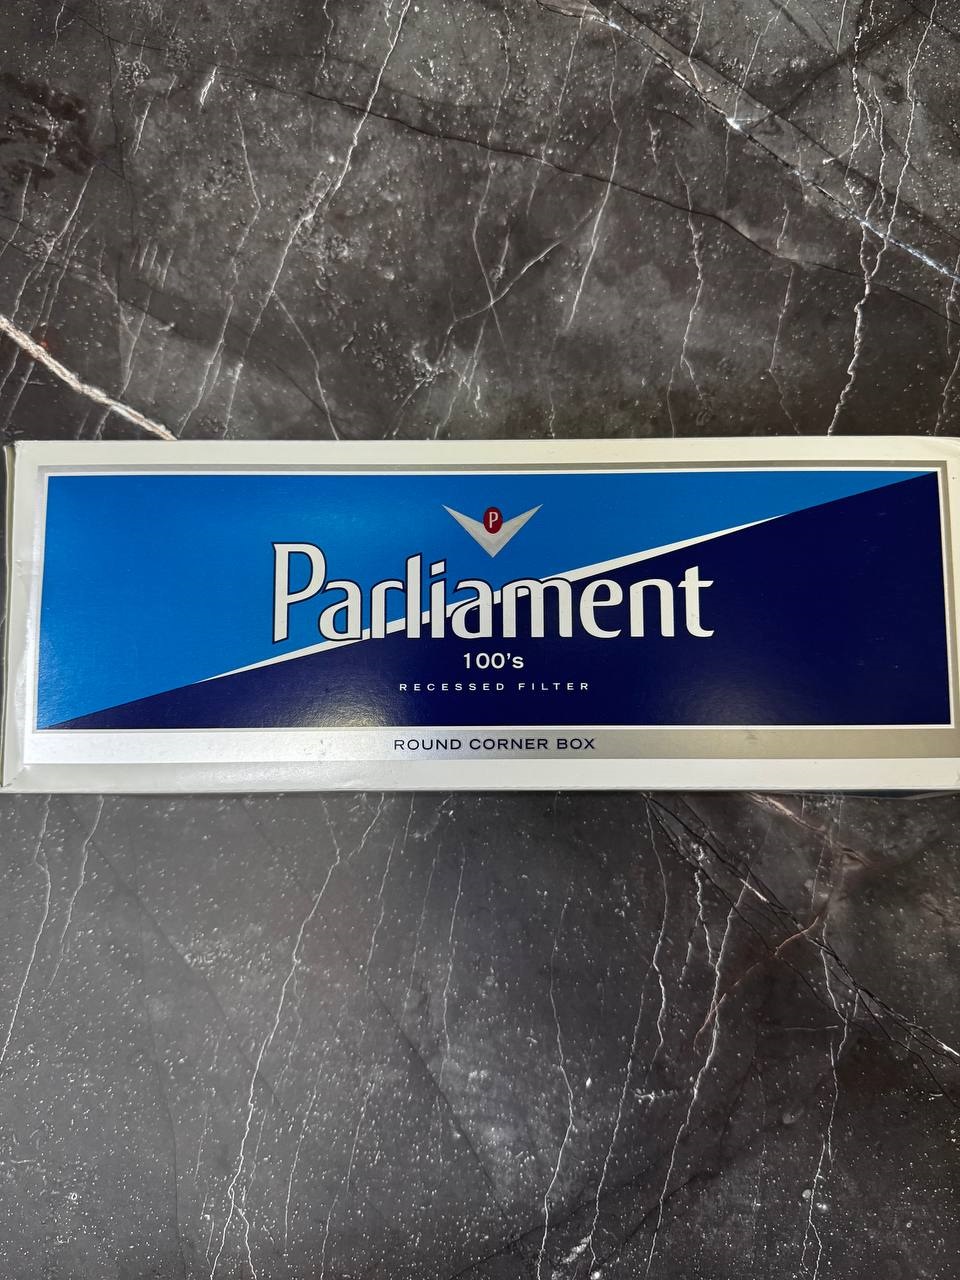 P
Parliament
100's
RECESSED FILTER
ROUND CORNER BOX